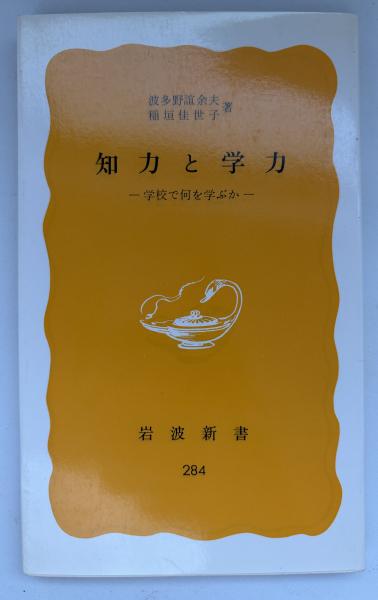 波多野誼余夫
稲垣佳世子
著
知力と学力
—学校で何を学ぶか—
岩波新書
284